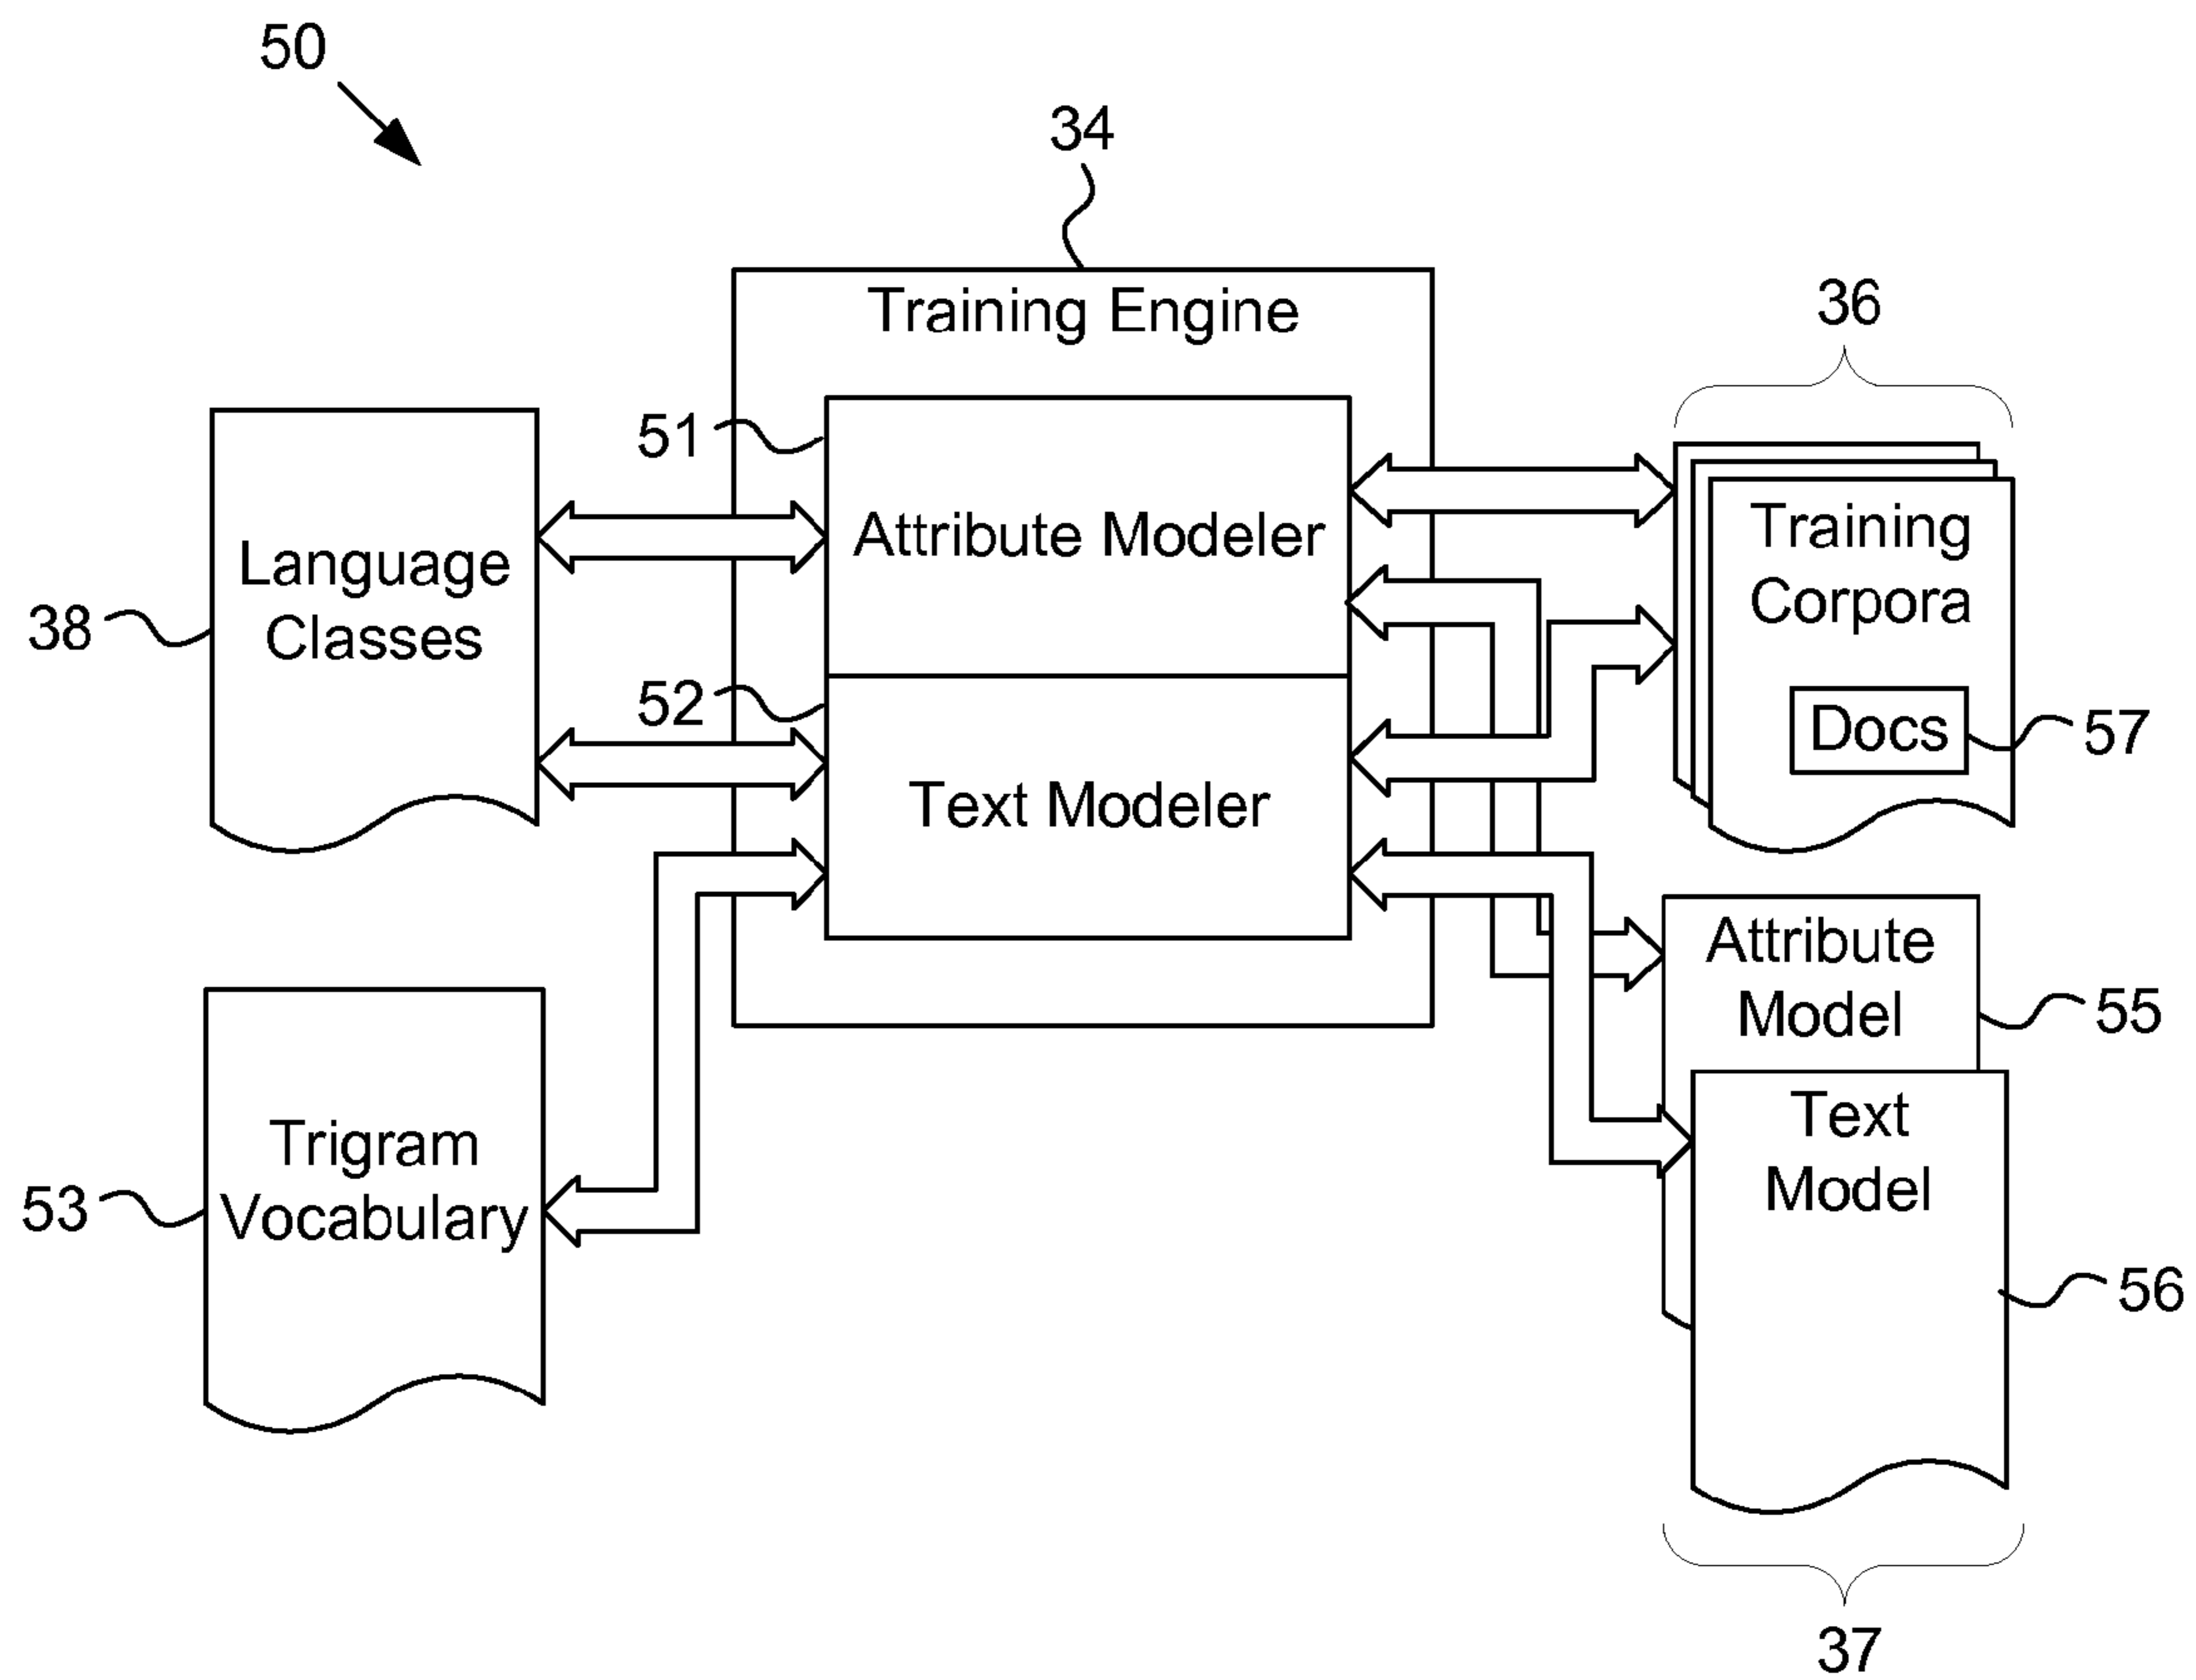 50
34
Training Engine
36
51
Attribute Modeler
Training
Corpora
Language
Classes
38
52
Docs
57
Text Modeler
Attribute
Model
55
Trigram
Vocabulary
53
Text
Model
56
37